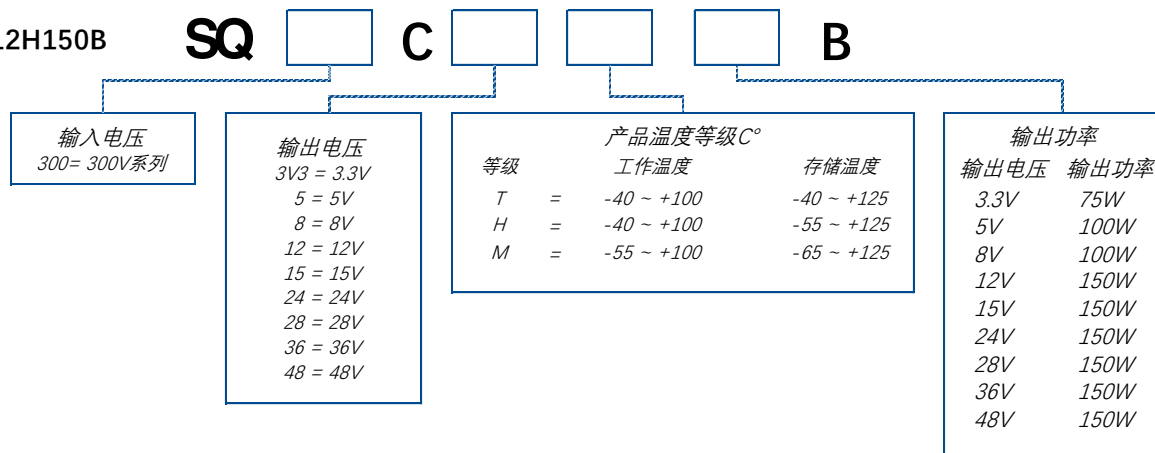 12H150B
SQ C B
输入电压
300= 300V系列
输出电压
3V3 = 3.3V
5 = 5V
8 = 8V
12 = 12V
15 = 15V
24 = 24V
28 = 28V
36 = 36V
48 = 48V
产品温度等级C°
等级 工作温度 存储温度
T = -40 ~ +100 -40 ~ +125
H = -40 ~ +100 -55 ~ +125
M = -55 ~ +100 -65 ~ +125
输出功率
输出电压 输出功率
3.3V 75W
5V 100W
8V 100W
12V 150W
15V 150W
24V 150W
28V 150W
36V 150W
48V 150W